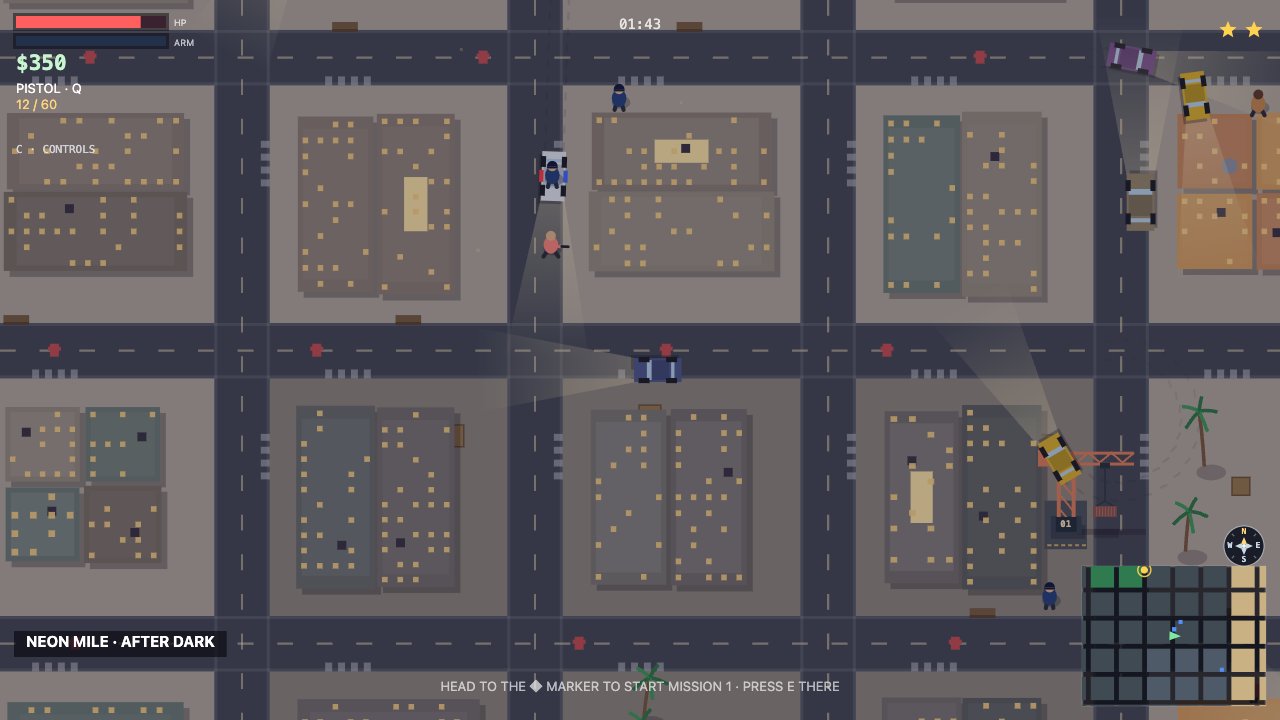 HP
01:43
ARM
$350
PISTOL · Q
12 / 60
C · CONTROLS
01
N
W E
S
NEON MILE · AFTER DARK
HEAD TO THE ◆ MARKER TO START MISSION 1 · PRESS E THERE